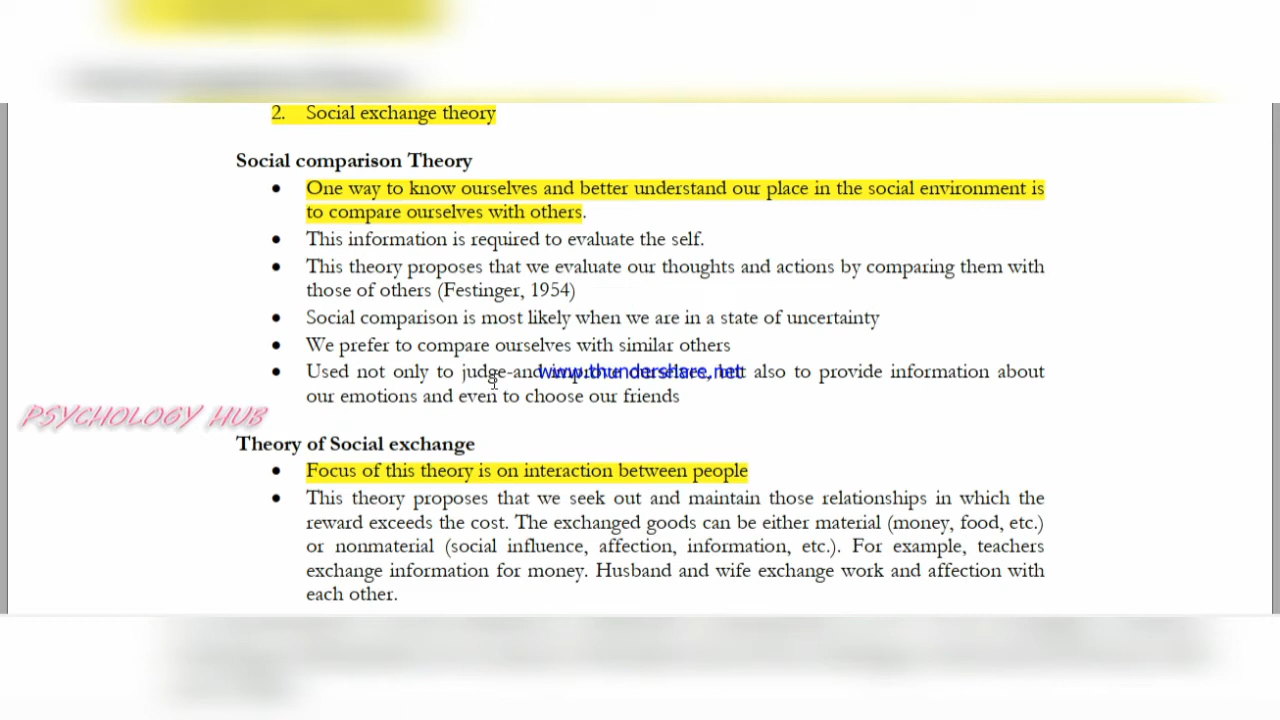 2. Social exchange theory
Social comparison Theory
• One way to know ourselves and better understand our place in the social environment is
to compare ourselves with others.
• This information is required to evaluate the self.
• This theory proposes that we evaluate our thoughts and actions by comparing them with
those of others (Festinger, 1954)
• Social comparison is most likely when we are in a state of uncertainty
• We prefer to compare ourselves with similar others
• Used not only to judge-and www.thundershare.net also to provide information about
our emotions and even to choose our friends
PSYCHOLOGY HUB
Theory of Social exchange
• Focus of this theory is on interaction between people
• This theory proposes that we seek out and maintain those relationships in which the
reward exceeds the cost. The exchanged goods can be either material (money, food, etc.)
or nonmaterial (social influence, affection, information, etc.). For example, teachers
exchange information for money. Husband and wife exchange work and affection with
each other.